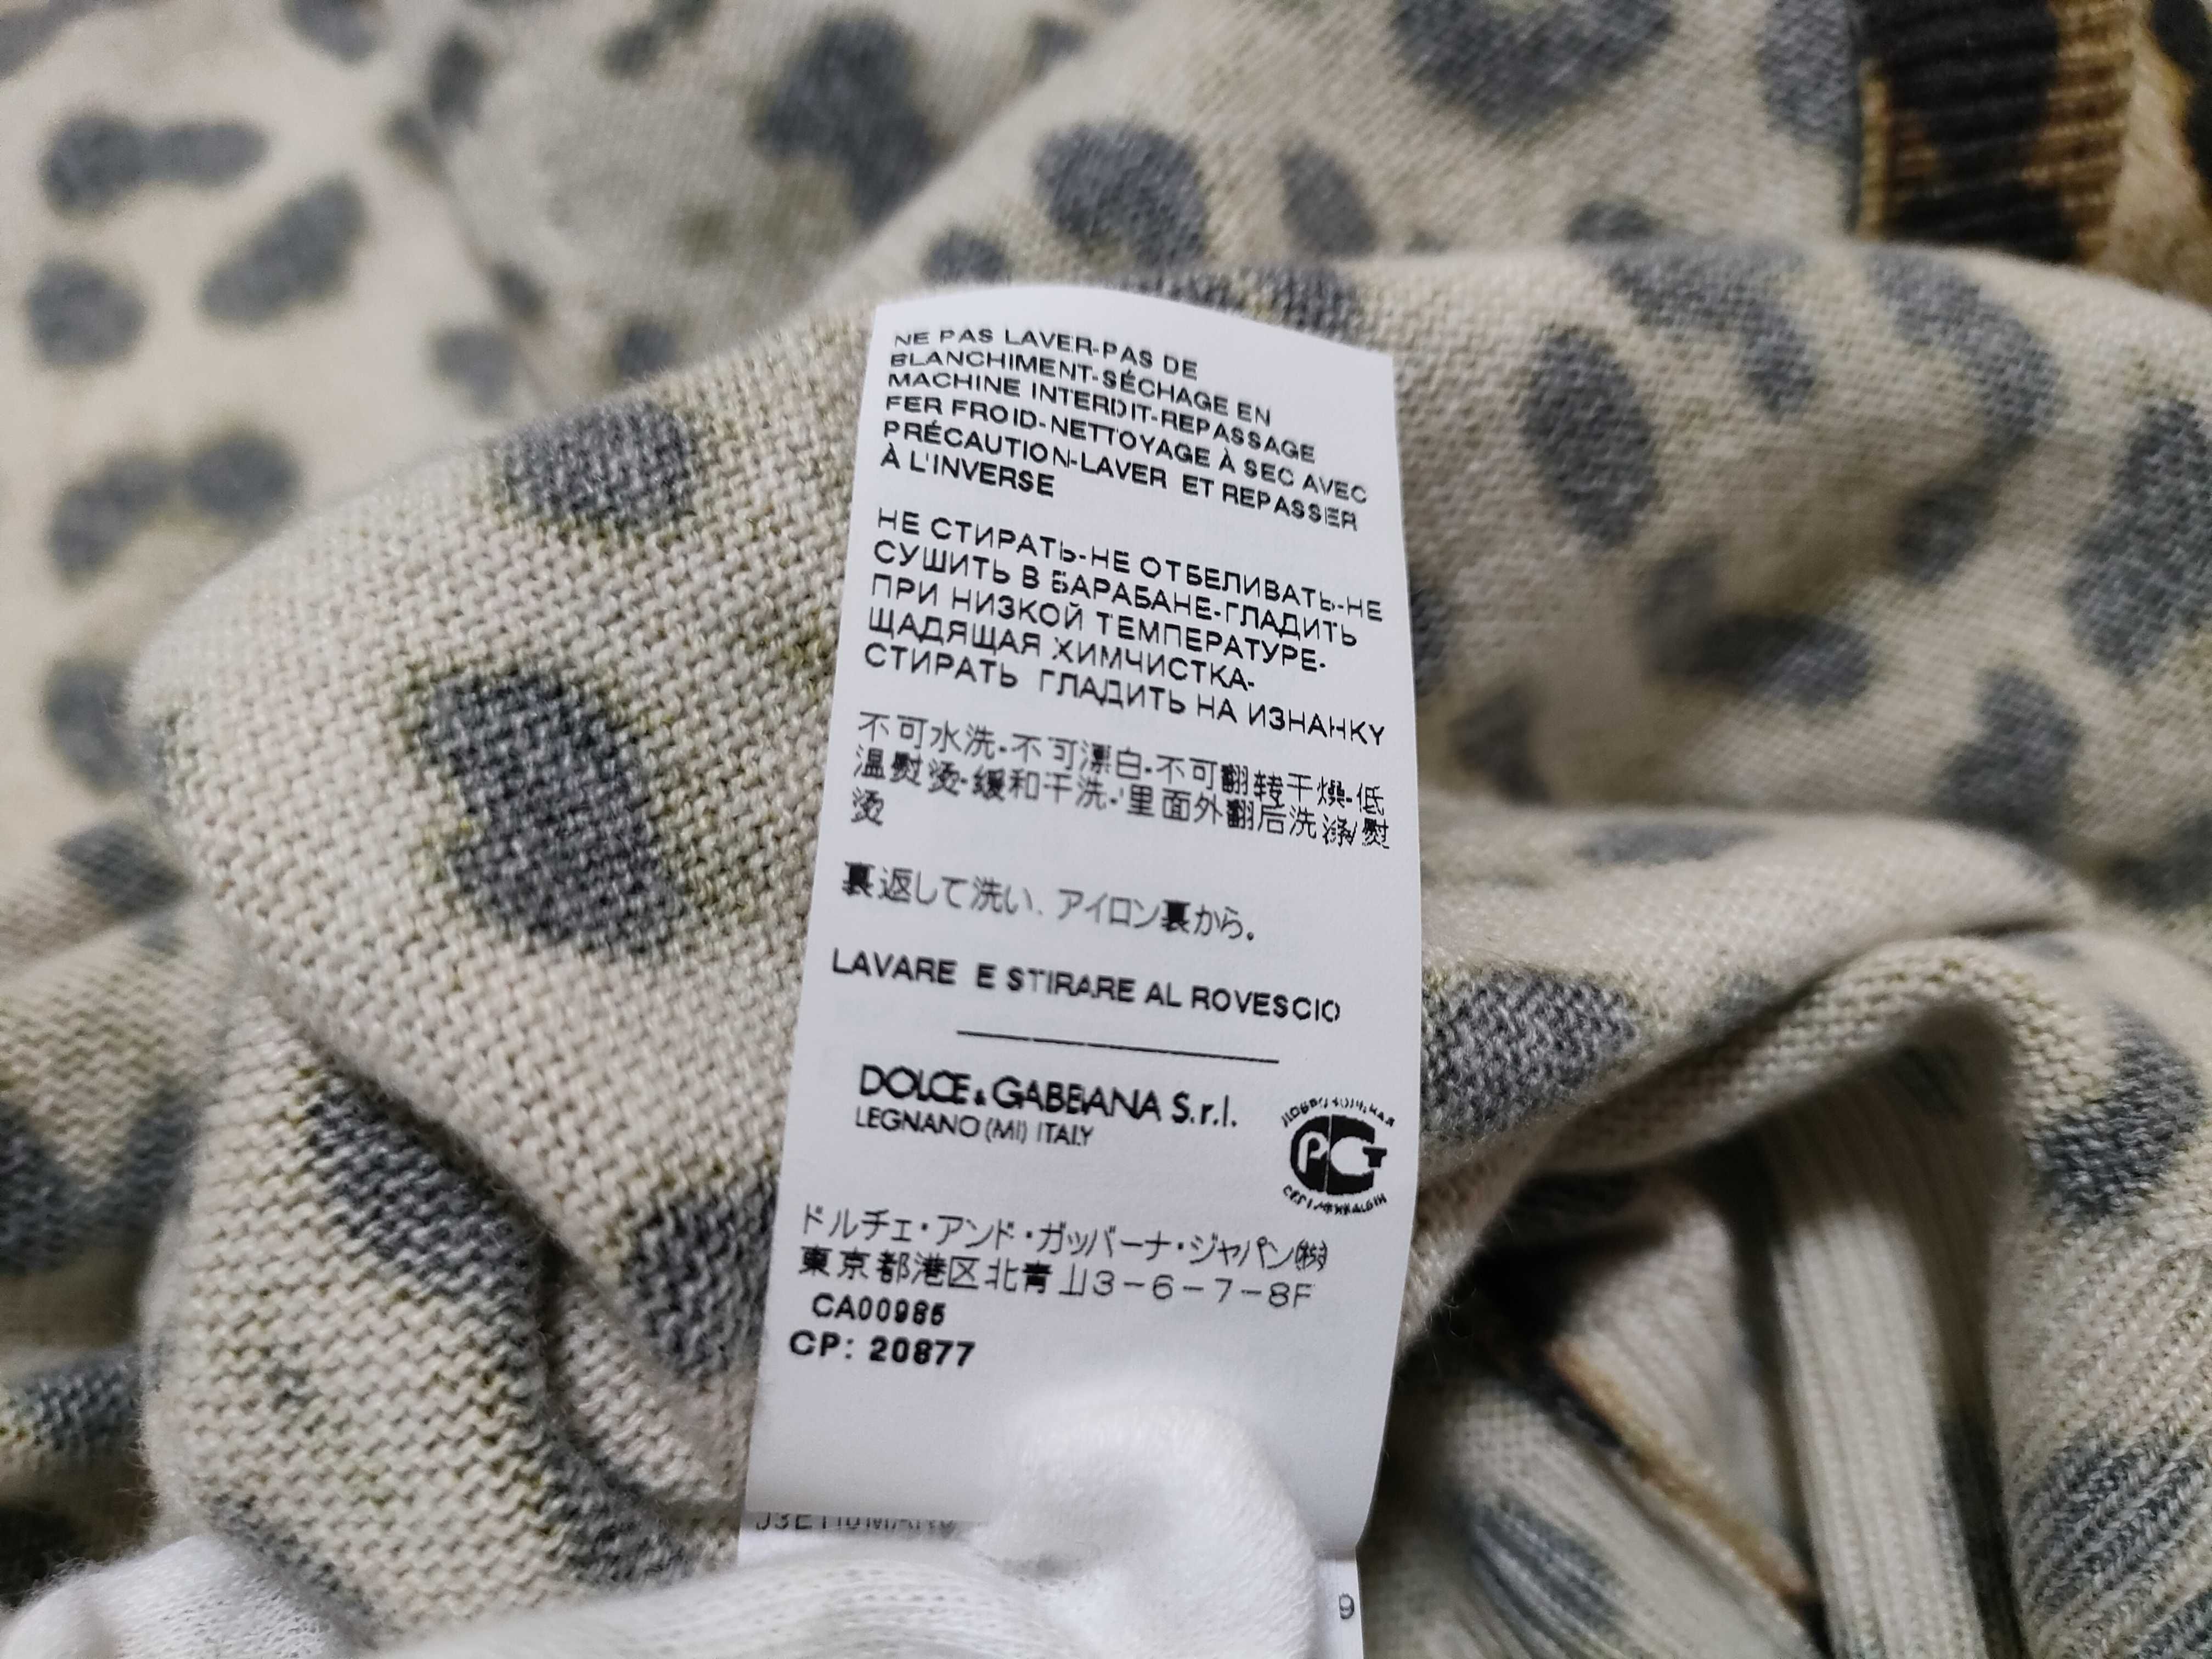 NE PAS LAVER-PAS DE
BLANCHIMENT-SÉCHAGE EN
MACHINE INTERDIT-REPASSAGE
FER FROID-NETTOYAGE À SEC AVEC
PRÉCAUTION-LAVER ET REPASSER
À L'INVERSE
НЕ СТИРАТЬ-НЕ ОТБЕЛИВАТЬ-НЕ
СУШИТЬ В БАРАБАНЕ-ГЛАДИТЬ
ПРИ НИЗКОЙ ТЕМПЕРАТУРЕ-
ЩАДЯЩАЯ ХИМЧИСТКА-
СТИРАТЬ ГЛАДИТЬ НА ИЗНАНКУ
不可水洗-不可漂白-不可翻转干燥-低
温熨烫-缓和干洗-里面外翻后洗涤/熨
烫
裏返して洗い、アイロン裏から。
LAVARE E STIRARE AL ROVESCIO
DOLCE & GABBANA S.r.l.
LEGNANO (MI) ITALY
РСТ
ドルチェ・アンド・ガッバーナ・ジャパン(株)
東京都港区北青山3-6-7-8F
CA00985
CP: 20877
9